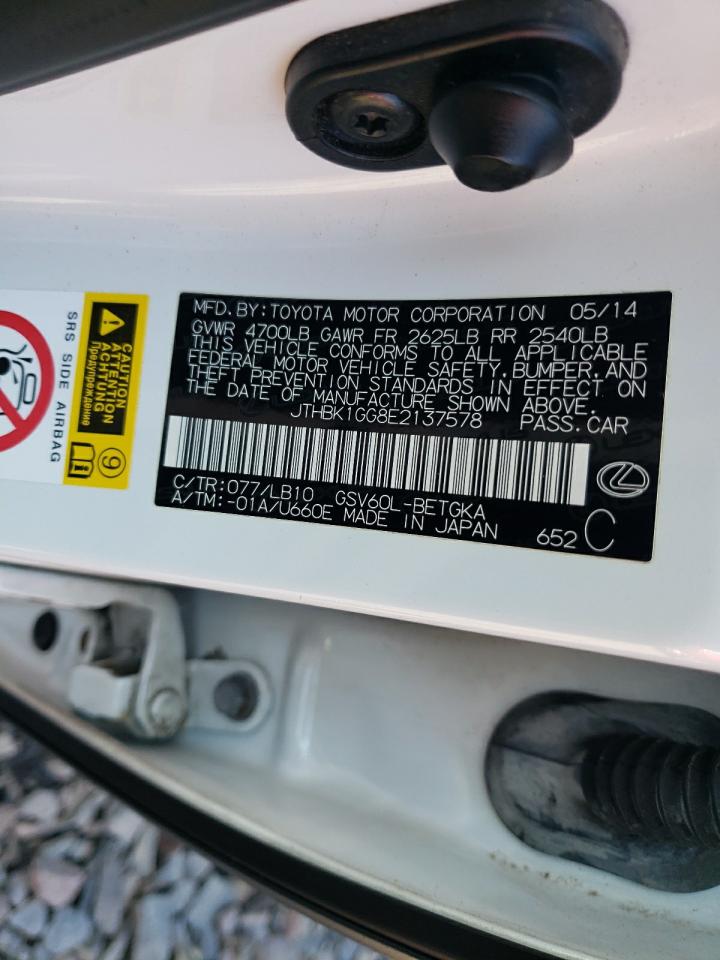 MFD.BY:TOYOTA MOTOR CORPORATION 05/14
GVWR 4700LB GAWR FR 2625LB RR 2540LB
THIS VEHICLE CONFORMS TO ALL APPLICABLE
FEDERAL MOTOR VEHICLE SAFETY,BUMPER,AND
THEFT PREVENTION STANDARDS IN EFFECT ON
THE DATE OF MANUFACTURE SHOWN ABOVE.
JTHBK1GG8E2137578 PASS.CAR
C/TR:077/LB10 GSV60L-BETGKA
A/TM:-01A/U660E MADE IN JAPAN 652 C
SRS SIDE AIRBAG
CAUTION
ATTENTION
ACHTUNG
Предупреждение
9